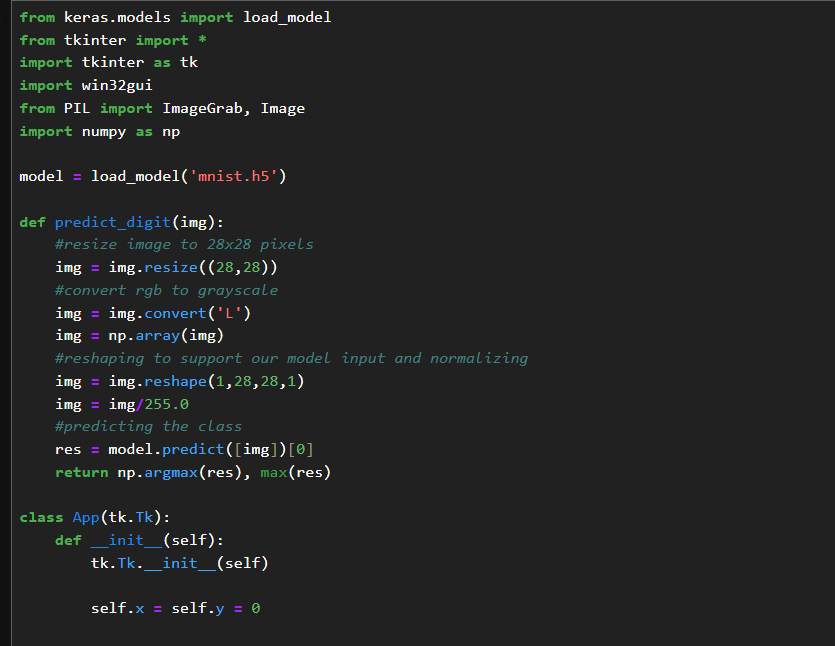 from keras.models import load_model
from tkinter import *
import tkinter as tk
import win32gui
from PIL import ImageGrab, Image
import numpy as np

model = load_model('mnist.h5')

def predict_digit(img):
    #resize image to 28x28 pixels
    img = img.resize((28,28))
    #convert rgb to grayscale
    img = img.convert('L')
    img = np.array(img)
    #reshaping to support our model input and normalizing
    img = img.reshape(1,28,28,1)
    img = img/255.0
    #predicting the class
    res = model.predict([img])[0]
    return np.argmax(res), max(res)

class App(tk.Tk):
    def __init__(self):
        tk.Tk.__init__(self)

        self.x = self.y = 0